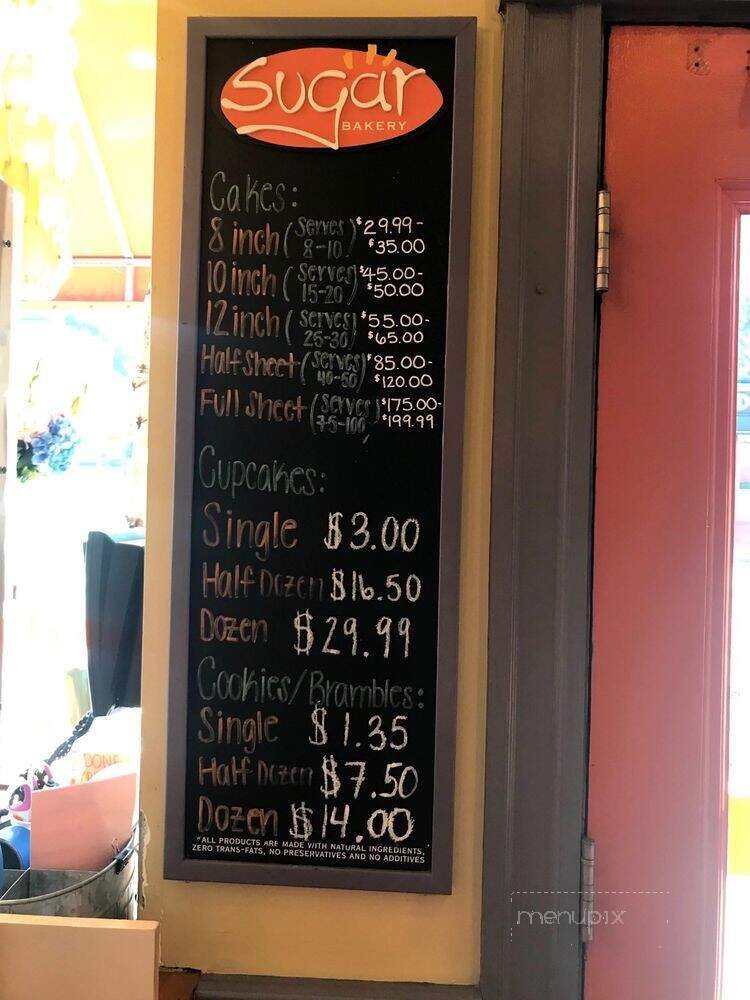 Sugar
BAKERY
Cakes:
8 inch (Serves 8-10) $29.99-
$35.00
10 inch (Serves 15-20) $45.00-
$50.00
12 inch (Serves 25-30) $55.00-
$65.00
Half Sheet (Serves 40-50) $85.00-
$120.00
Full Sheet (Serves 75-100) $175.00-
$199.99
Cupcakes:
Single $3.00
Half Dozen $16.50
Dozen $29.99
Cookies/Brambles:
Single $1.35
Half Dozen $7.50
Dozen $14.00
"ALL PRODUCTS ARE MADE WITH NATURAL INGREDIENTS,
ZERO TRANS-FATS, NO PRESERVATIVES AND NO ADDITIVES
menupix